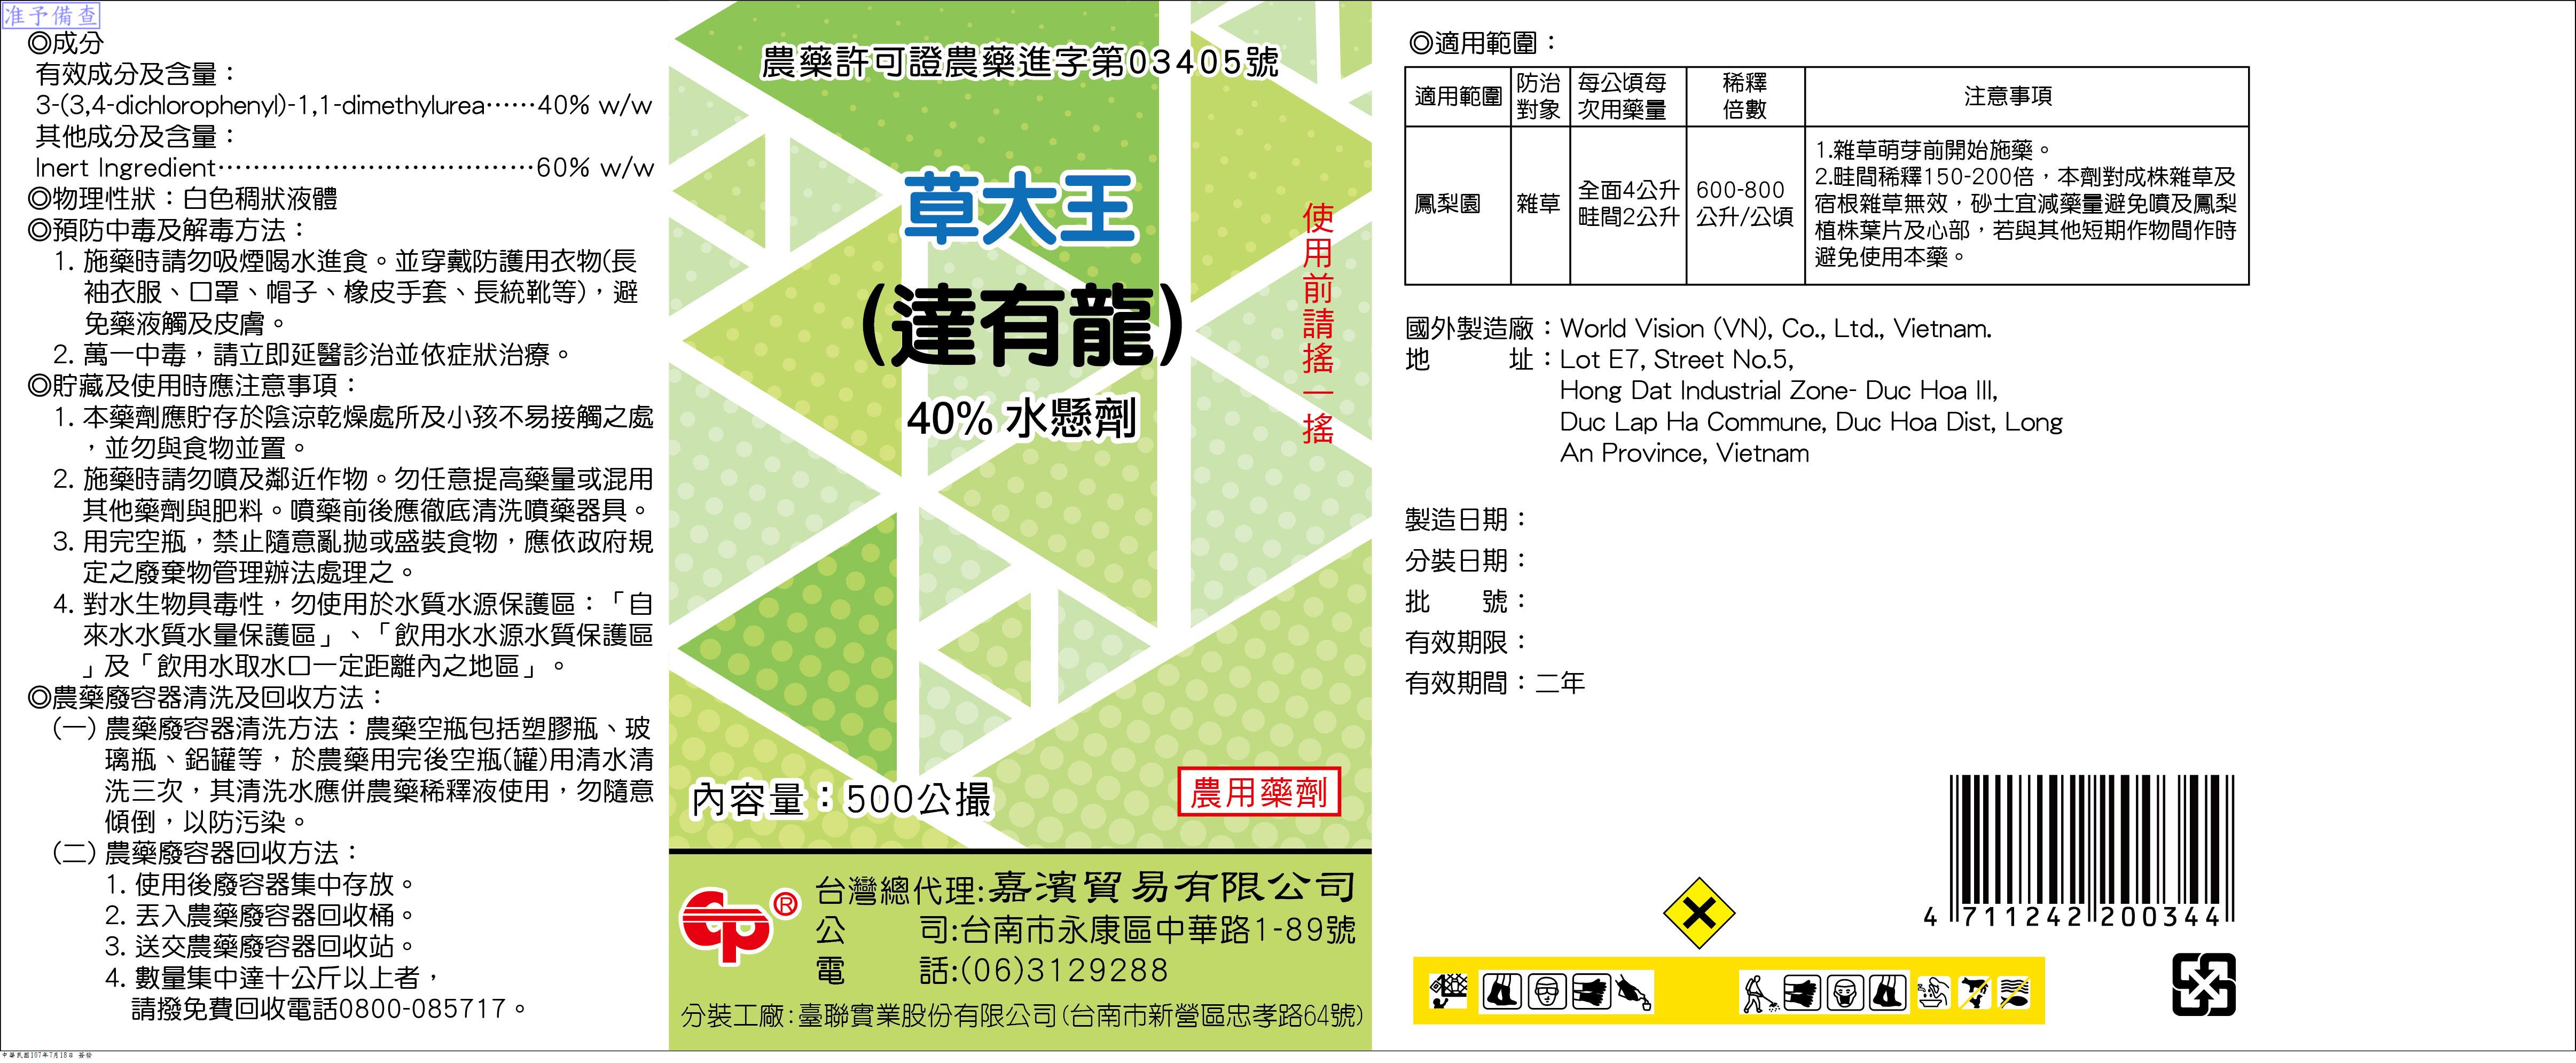 准予備查
◎成分
有效成分及含量：
3-(3,4-dichlorophenyl)-1,1-dimethylurea……40% w/w
其他成分及含量：
Inert Ingredient………………………………60% w/w
◎物理性狀：白色稠狀液體
◎預防中毒及解毒方法：
1. 施藥時請勿吸煙喝水進食。並穿戴防護用衣物(長
袖衣服、口罩、帽子、橡皮手套、長統靴等)，避
免藥液觸及皮膚。
2. 萬一中毒，請立即延醫診治並依症狀治療。
◎貯藏及使用時應注意事項：
1. 本藥劑應貯存於陰涼乾燥處所及小孩不易接觸之處
，並勿與食物並置。
2. 施藥時請勿噴及鄰近作物。勿任意提高藥量或混用
其他藥劑與肥料。噴藥前後應徹底清洗噴藥器具。
3. 用完空瓶，禁止隨意亂拋或盛裝食物，應依政府規
定之廢棄物管理辦法處理之。
4. 對水生物具毒性，勿使用於水質水源保護區：「自
來水水質水量保護區」、「飲用水水源水質保護區
」及「飲用水取水口一定距離內之地區」。
◎農藥廢容器清洗及回收方法：
(一) 農藥廢容器清洗方法：農藥空瓶包括塑膠瓶、玻
璃瓶、鋁罐等，於農藥用完後空瓶(罐)用清水清
洗三次，其清洗水應併農藥稀釋液使用，勿隨意
傾倒，以防污染。
(二) 農藥廢容器回收方法：
1. 使用後廢容器集中存放。
2. 丟入農藥廢容器回收桶。
3. 送交農藥廢容器回收站。
4. 數量集中達十公斤以上者，
請撥免費回收電話0800-085717。
中華民國107年7月18日 簽發
農藥許可證農藥進字第03405號
草大王
(達有龍)
40% 水懸劑
使用前請搖一搖
內容量：500公撮
農用藥劑
cp®
台灣總代理:嘉濱貿易有限公司
公　　司:台南市永康區中華路1-89號
電　　話:(06)3129288
分裝工廠:臺聯實業股份有限公司(台南市新營區忠孝路64號)
◎適用範圍：
適用範圍 防治對象 每公頃每次用藥量 稀釋倍數 注意事項
鳳梨園 雜草 全面4公升 畦間2公升 600-800公升/公頃
1.雜草萌芽前開始施藥。
2.畦間稀釋150-200倍，本劑對成株雜草及
宿根雜草無效，砂土宜減藥量避免噴及鳳梨
植株葉片及心部，若與其他短期作物間作時
避免使用本藥。
國外製造廠：World Vision (VN), Co., Ltd., Vietnam.
地　　址：Lot E7, Street No.5,
Hong Dat Industrial Zone- Duc Hoa III,
Duc Lap Ha Commune, Duc Hoa Dist, Long
An Province, Vietnam
製造日期：
分裝日期：
批　　號：
有效期限：
有效期間：二年
4 711242 200344